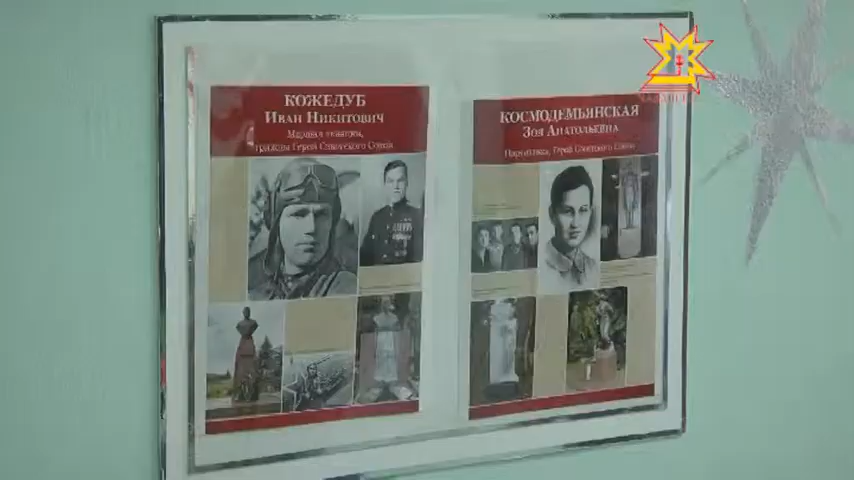 КОЖЕДУБ
ИВАН НИКИТОВИЧ
Маршал авиации,
трижды Герой Советского Союза
КОСМОДЕМЬЯНСКАЯ
ЗОЯ АНАТОЛЬЕВНА
Партизанка, Герой Советского Союза